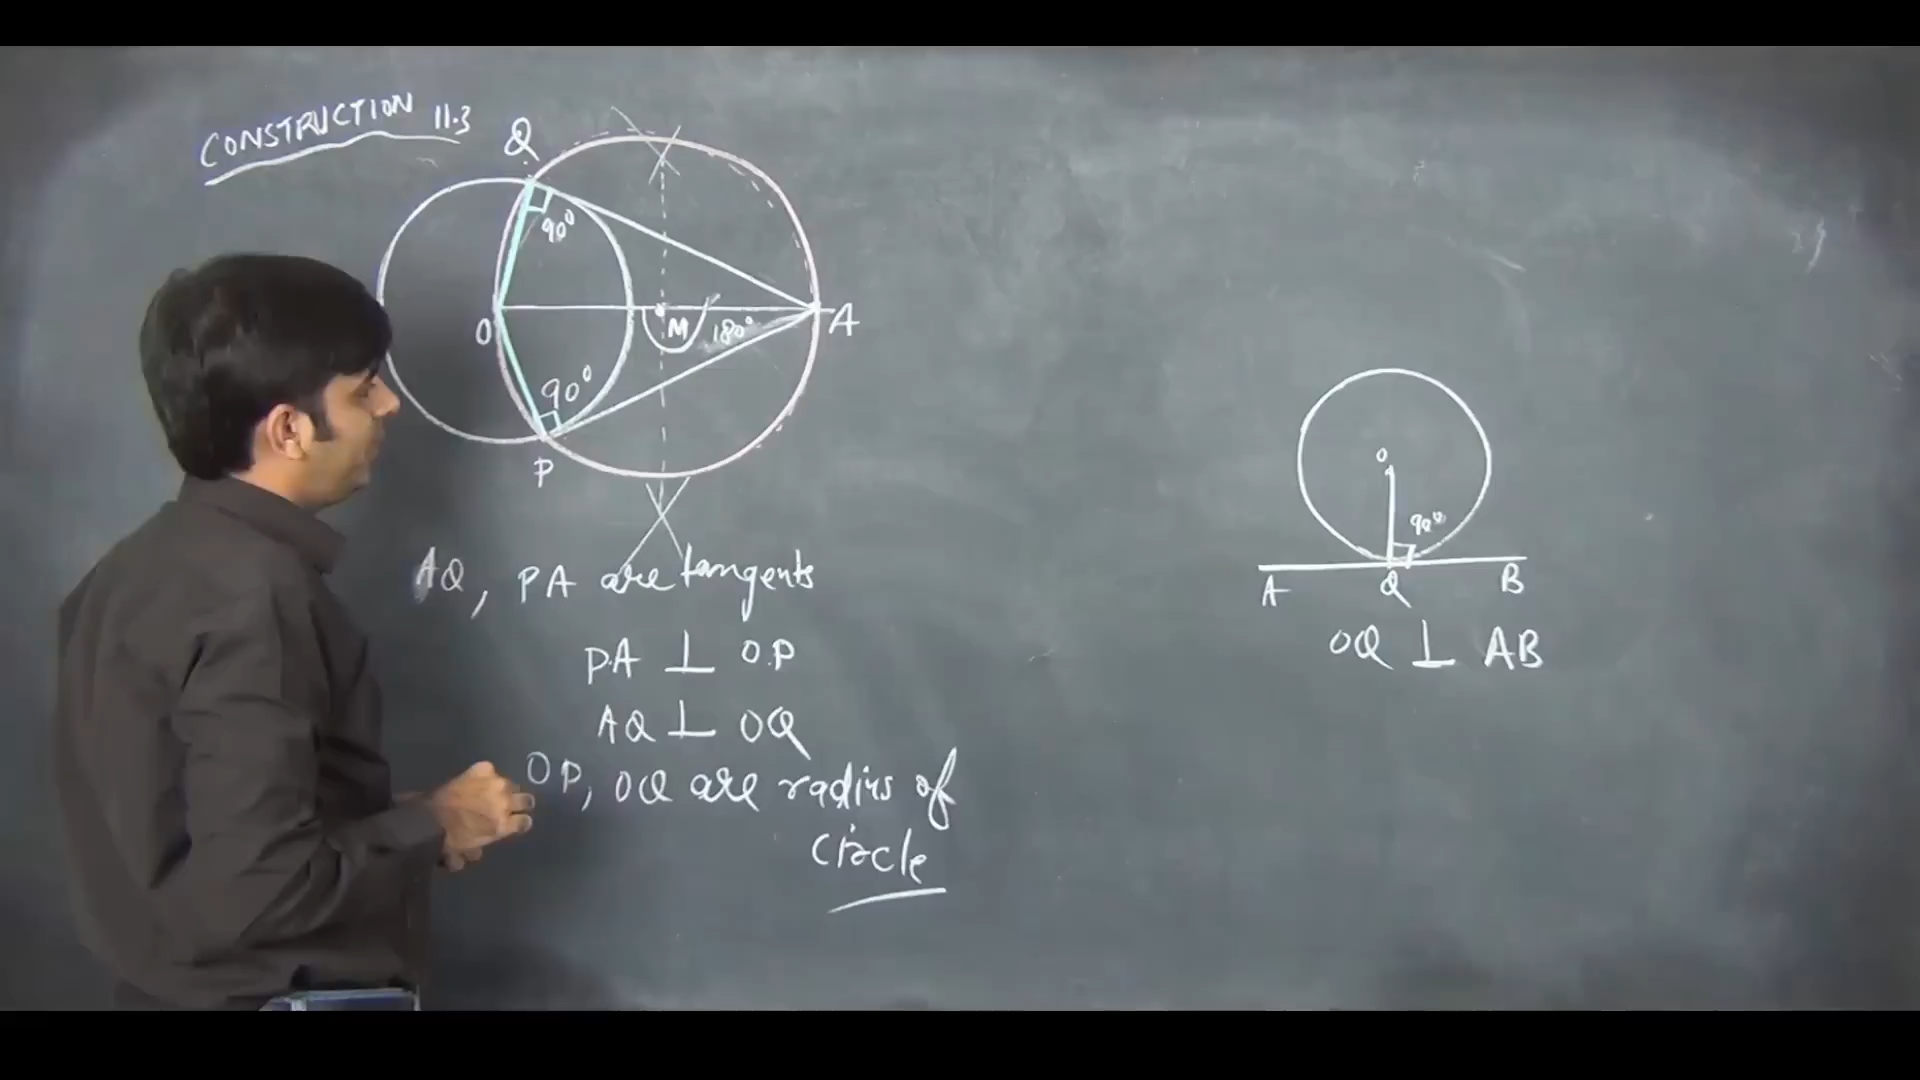 CONSTRUCTION 11.3
Q
90°
O
M
180°
A
90°
P
AQ, PA are tangents
PA ⊥ OP
AQ ⊥ OQ
OP, OQ are radius of
circle
O
90°
A
Q
B
OQ ⊥ AB